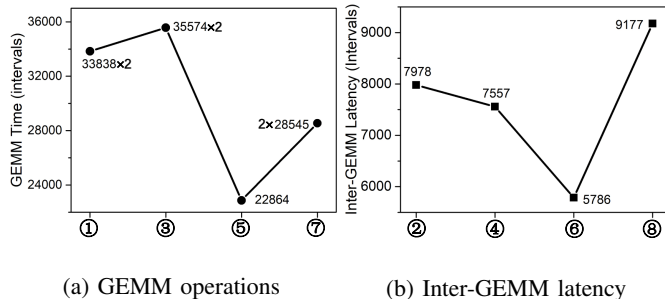 GEMM Time (intervals)
36000
32000
28000
24000
33838×2
35574×2
22864
2×28545
① ③ ⑤ ⑦
(a) GEMM operations
Inter-GEMM Latency (Intervals)
9000
8000
7000
6000
7978
7557
5786
9177
② ④ ⑥ ⑧
(b) Inter-GEMM latency